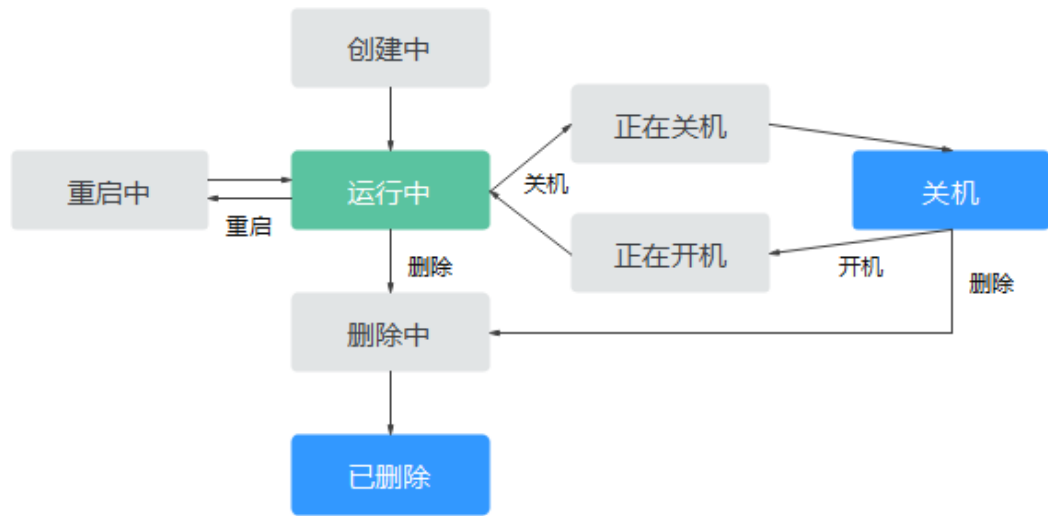 创建中
正在关机
重启中
运行中
关机
关机
重启
正在开机
开机
删除
删除
删除中
已删除